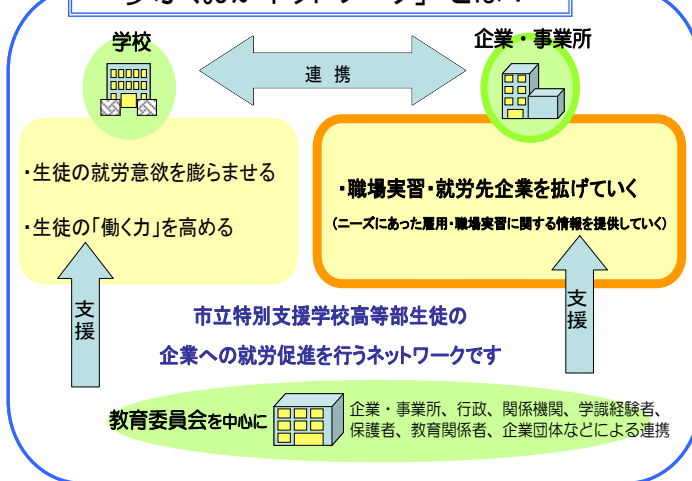 ネットワーク」とは？
学校
企業・事業所
連 携
・生徒の就労意欲を膨らませる
・生徒の「働く力」を高める
・職場実習・就労先企業を拡げていく
（ニーズにあった雇用・職場実習に関する情報を提供していく）
支援
支援
市立特別支援学校高等部生徒の
企業への就労促進を行うネットワークです
教育委員会を中心に
企業・事業所、行政、関係機関、学識経験者、
保護者、教育関係者、企業団体などによる連携